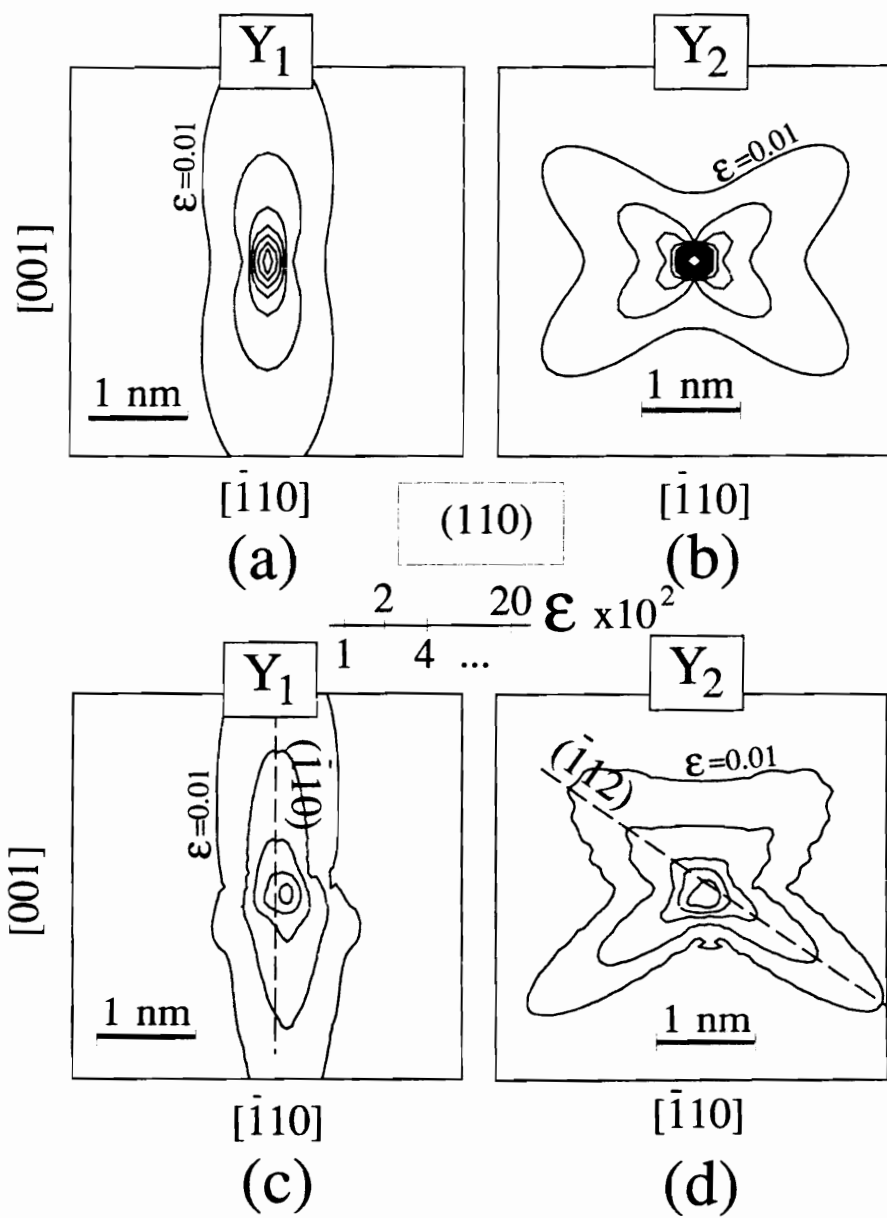 Y₁
ε=0.01
[001]
1 nm
[1̄10]
(a)
Y₂
ε=0.01
1 nm
[1̄10]
(b)
(110)
2 20 ε x10²
1 4 ...
Y₁
(1̄10)
ε=0.01
[001]
1 nm
[1̄10]
(c)
Y₂
(1̄12)
ε=0.01
1 nm
[1̄10]
(d)